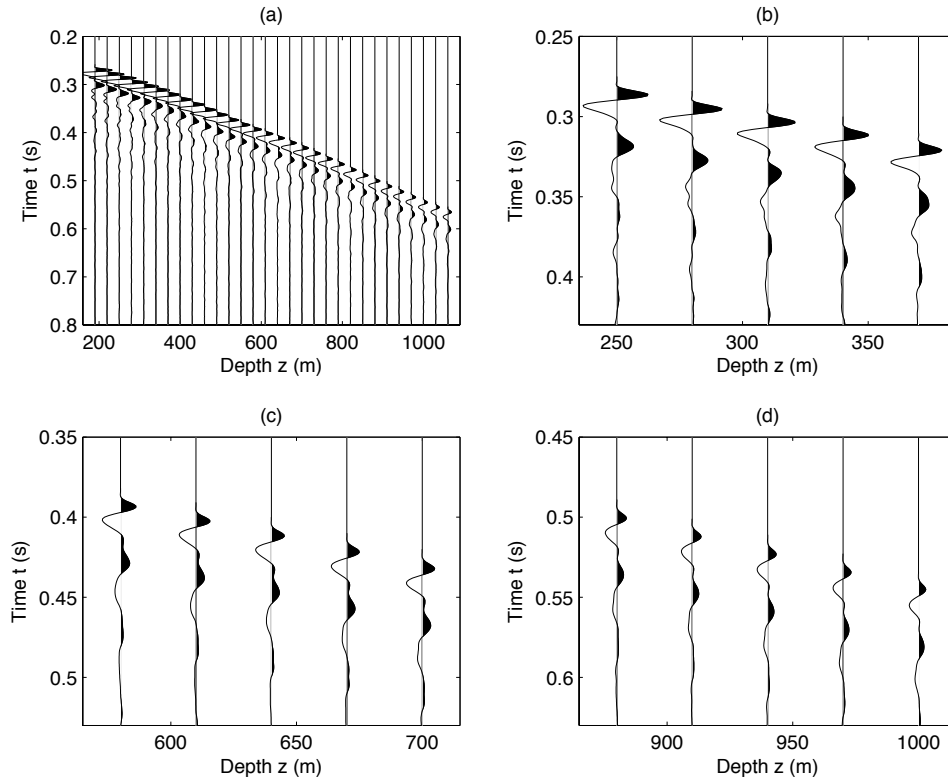 (a)
0.2
0.3
0.4
0.5
0.6
0.7
0.8
Time t (s)
200 400 600 800 1000
Depth z (m)
(b)
0.25
0.3
0.35
0.4
Time t (s)
250 300 350
Depth z (m)
(c)
0.35
0.4
0.45
0.5
Time t (s)
600 650 700
Depth z (m)
(d)
0.45
0.5
0.55
0.6
Time t (s)
900 950 1000
Depth z (m)